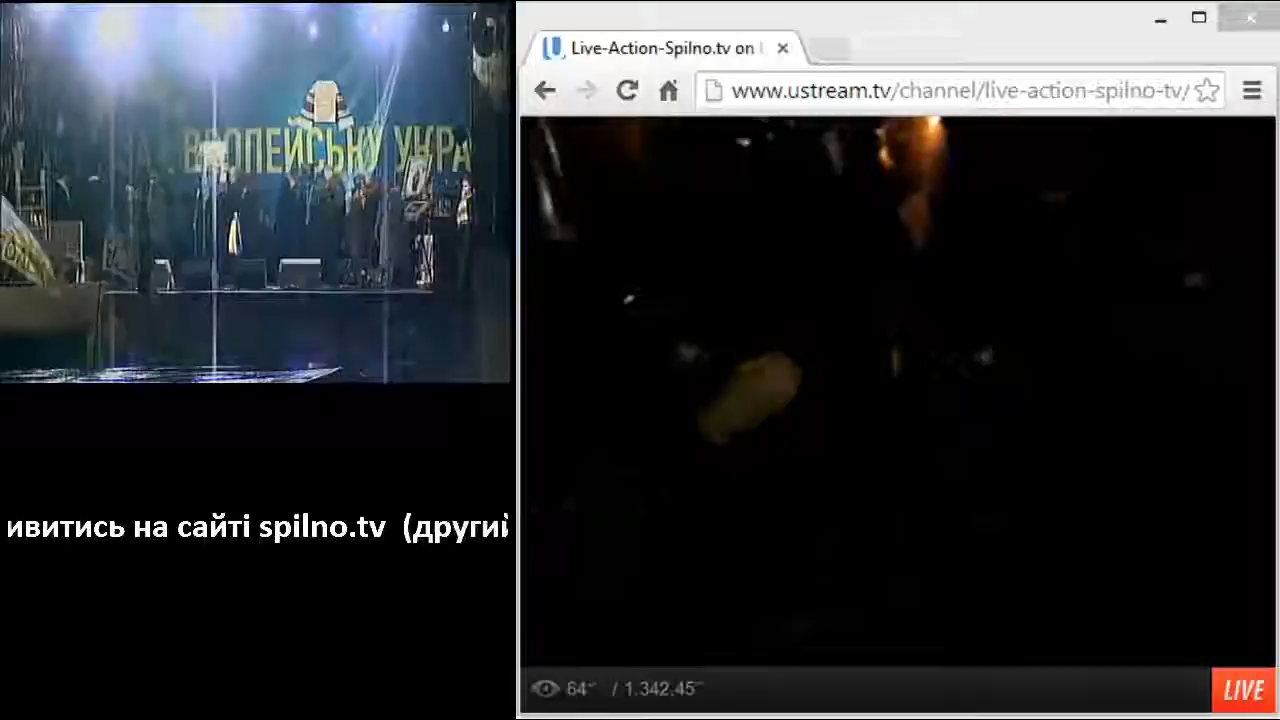 ВРОПЕЙСЬКУ УКРА
ивитись на сайті spilno.tv (другий
Live-Action-Spilno.tv on
www.ustream.tv/channel/live-action-spilno-tv/
LIVE